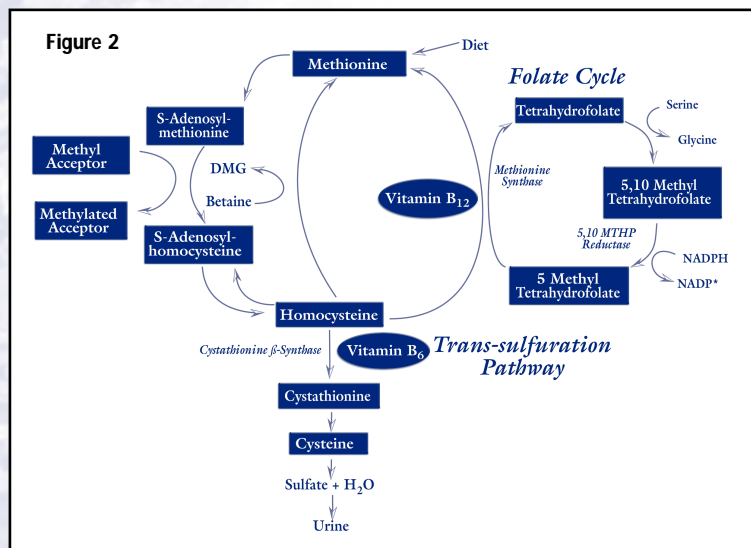 Figure 2
Diet
Methionine
Folate Cycle
S-Adenosyl-
methionine
Tetrahydrofolate
Serine
Glycine
Methyl
Acceptor
DMG
Betaine
Methionine
Synthase
Vitamin B12
5,10 Methyl
Tetrahydrofolate
Methylated
Acceptor
S-Adenosyl-
homocysteine
5,10 MTHP
Reductase
NADPH
NADP*
5 Methyl
Tetrahydrofolate
Homocysteine
Cystathionine ß-Synthase
Vitamin B6
Trans-sulfuration
Pathway
Cystathionine
Cysteine
Sulfate + H2O
Urine